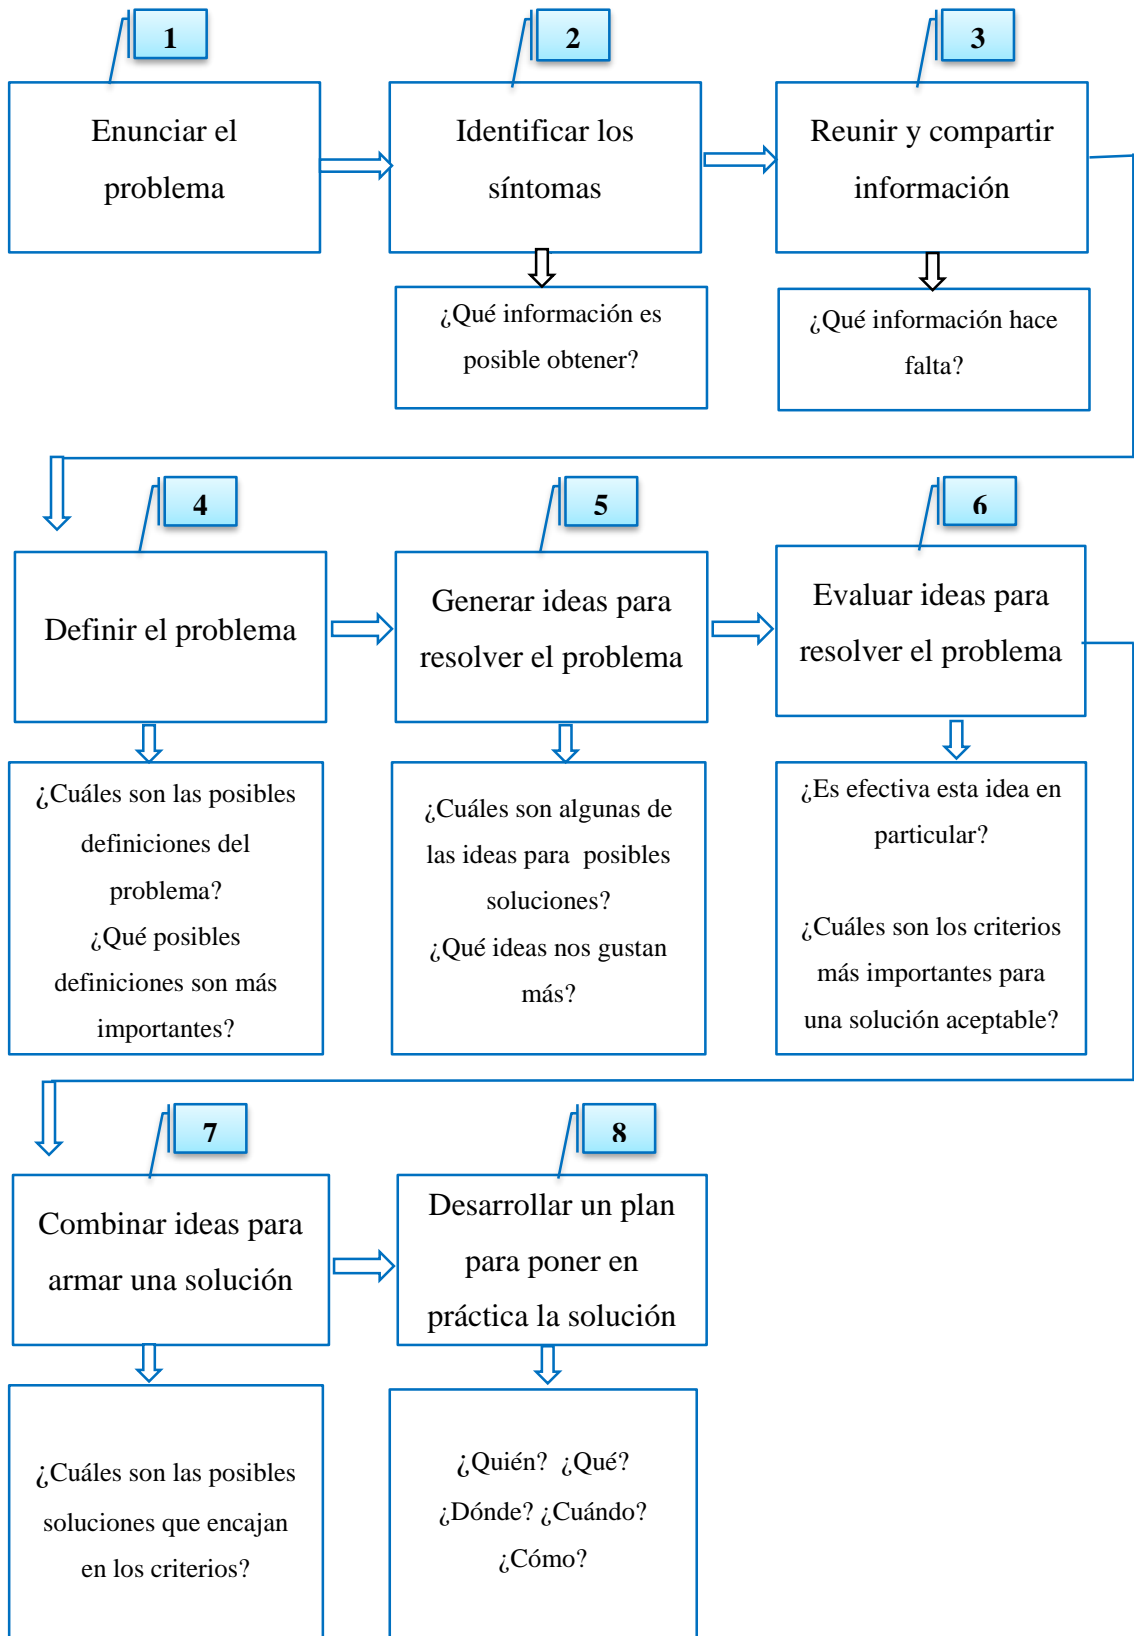 1
Enunciar el
problema
2
Identificar los
síntomas
¿Qué información es
posible obtener?
3
Reunir y compartir
información
¿Qué información hace
falta?
4
Definir el problema
¿Cuáles son las posibles
definiciones del
problema?
¿Qué posibles
definiciones son más
importantes?
5
Generar ideas para
resolver el problema
¿Cuáles son algunas de
las ideas para posibles
soluciones?
¿Qué ideas nos gustan
más?
6
Evaluar ideas para
resolver el problema
¿Es efectiva esta idea en
particular?
¿Cuáles son los criterios
más importantes para
una solución aceptable?
7
Combinar ideas para
armar una solución
¿Cuáles son las posibles
soluciones que encajan
en los criterios?
8
Desarrollar un plan
para poner en
práctica la solución
¿Quién? ¿Qué?
¿Dónde? ¿Cuándo?
¿Cómo?